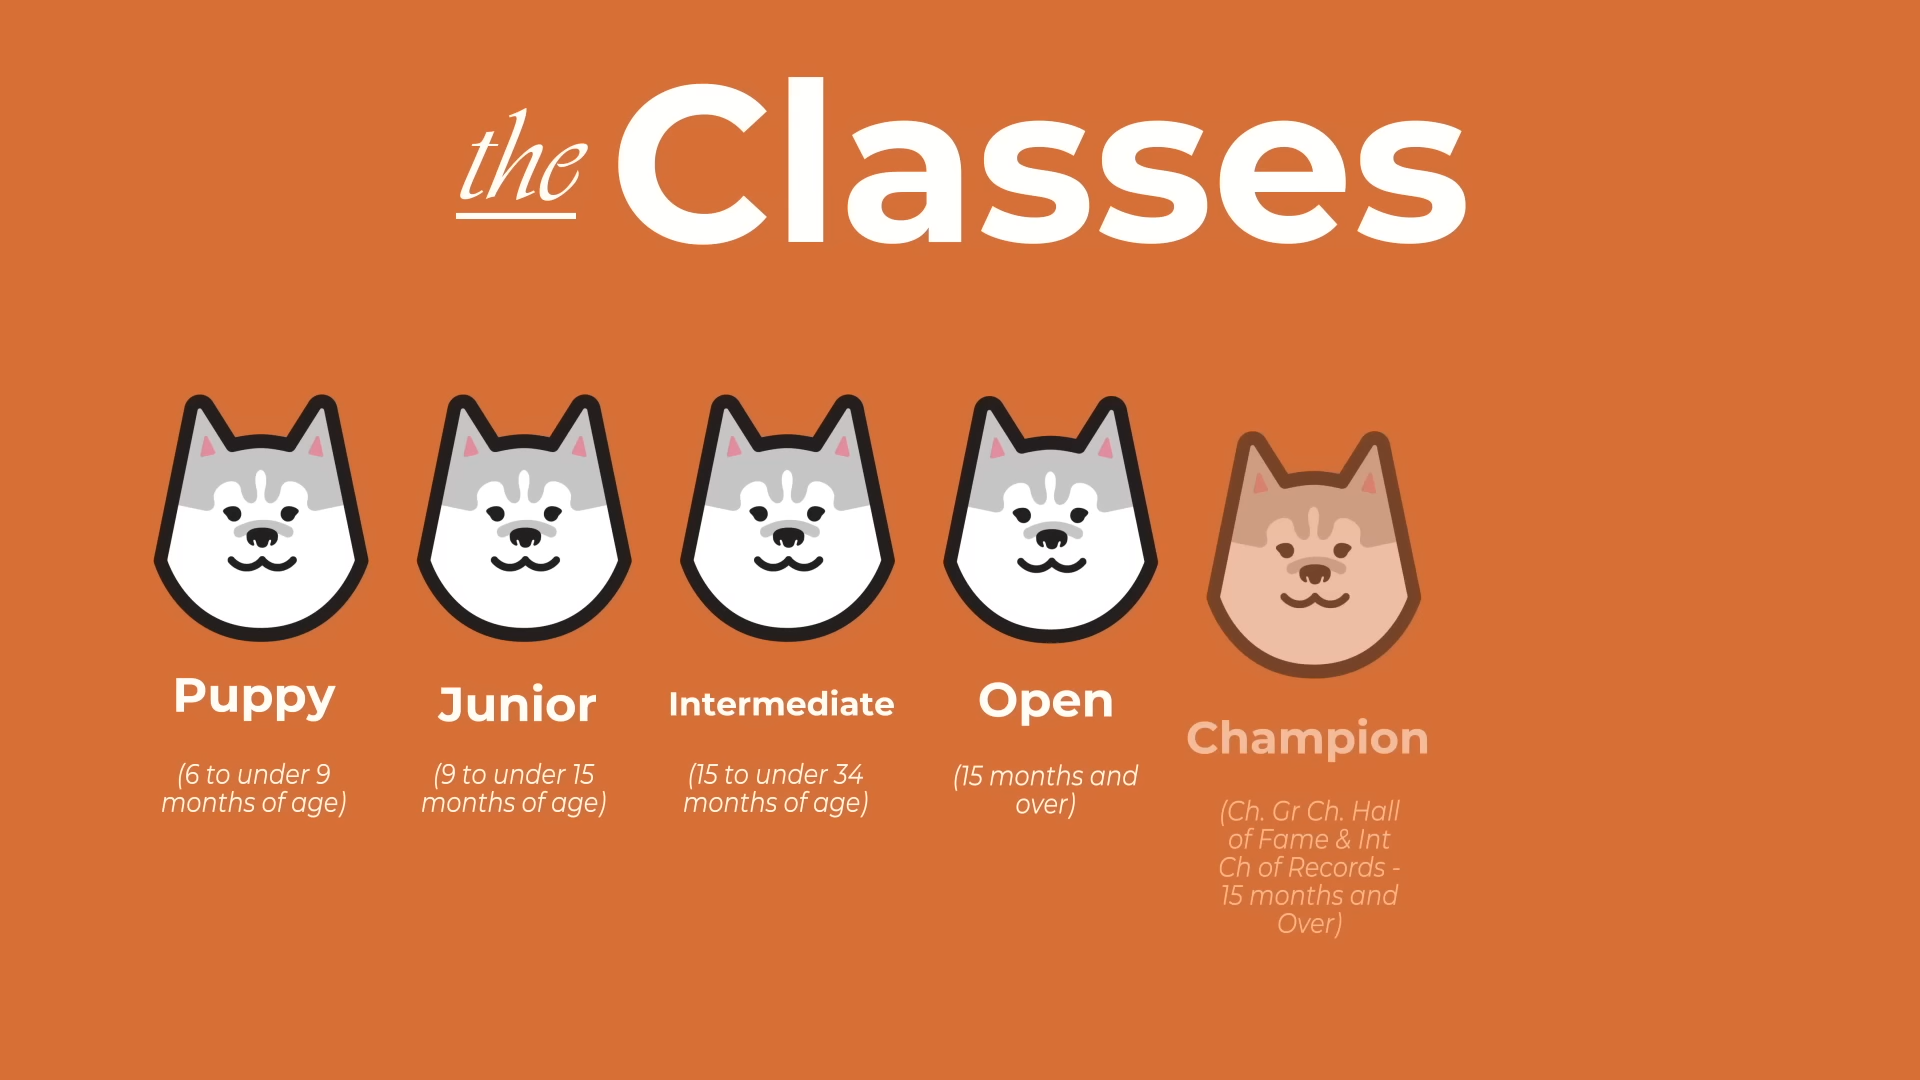 the Classes
Puppy
(6 to under 9
months of age)
Junior
(9 to under 15
months of age)
Intermediate
(15 to under 34
months of age)
Open
(15 months and
over)
Champion
(Ch. Gr Ch. Hall
of Fame & Int
Ch of Records -
15 months and
Over)